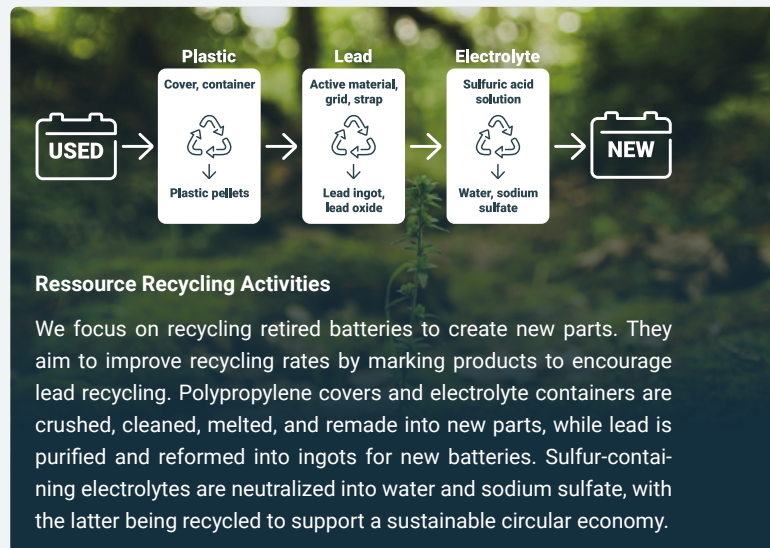 Plastic
Lead
Electrolyte
USED
Cover, container
Plastic pellets
Active material,
grid, strap
Lead ingot,
lead oxide
Sulfuric acid
solution
Water, sodium
sulfate
NEW
Ressource Recycling Activities
We focus on recycling retired batteries to create new parts. They
aim to improve recycling rates by marking products to encourage
lead recycling. Polypropylene covers and electrolyte containers are
crushed, cleaned, melted, and remade into new parts, while lead is
purified and reformed into ingots for new batteries. Sulfur-contai-
ning electrolytes are neutralized into water and sodium sulfate, with
the latter being recycled to support a sustainable circular economy.